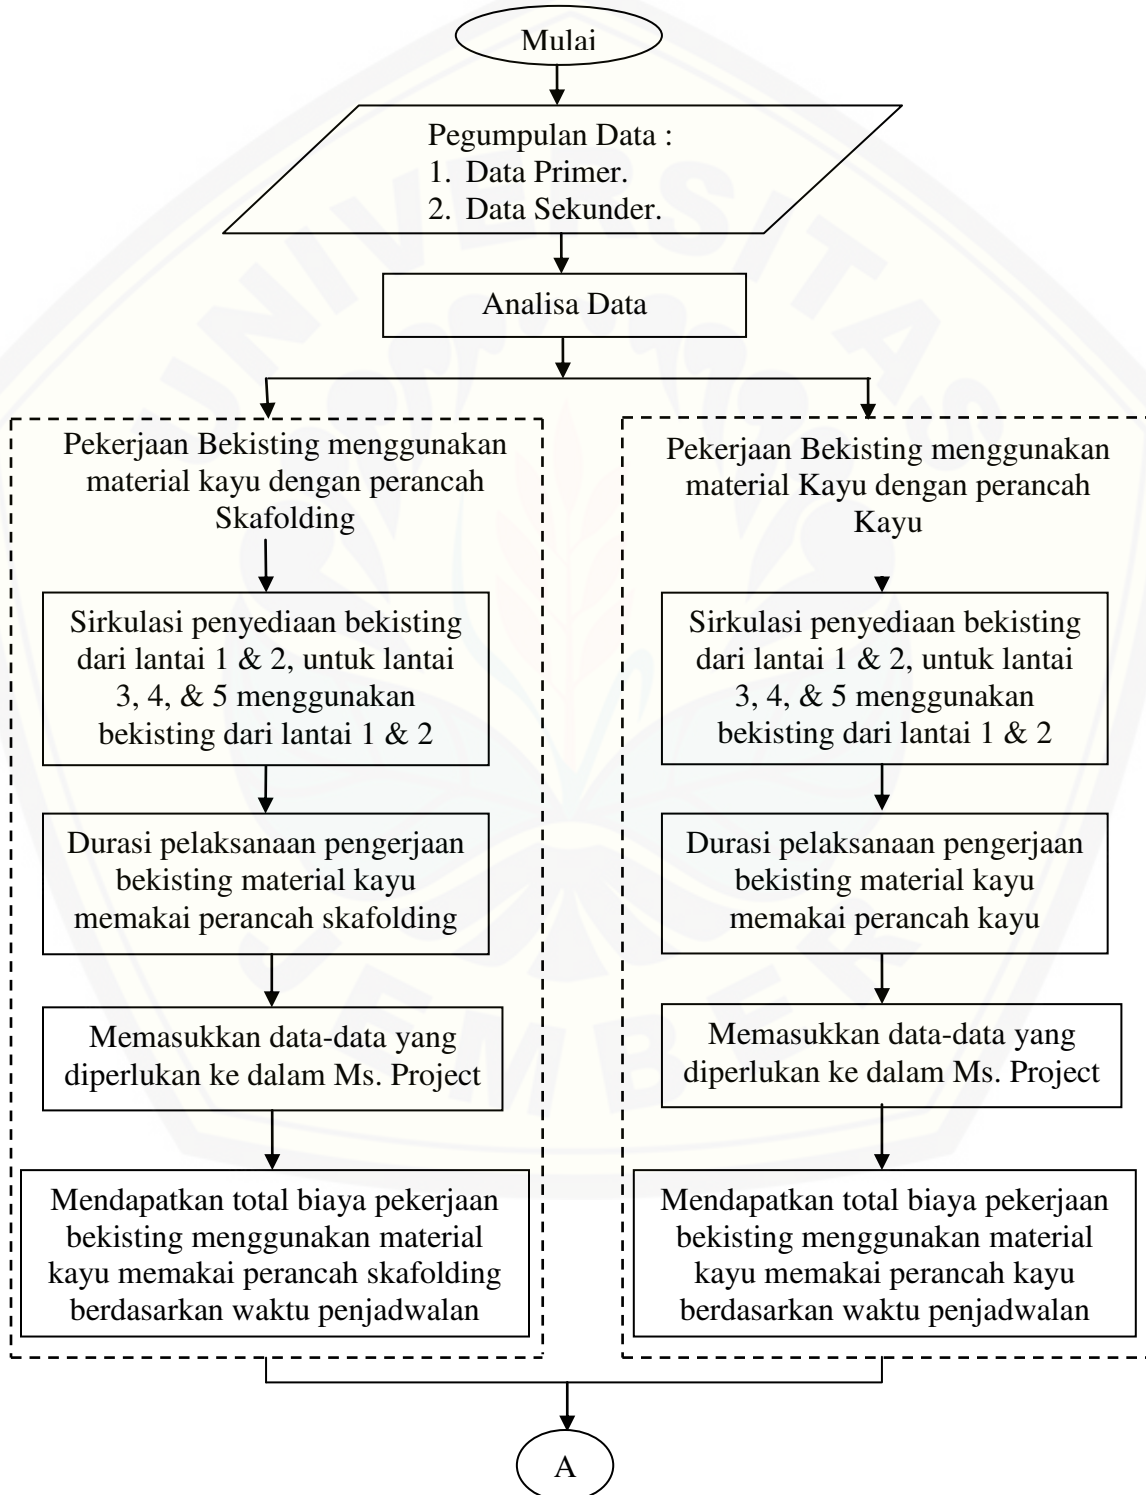 Mulai
Pegumpulan Data :
1. Data Primer.
2. Data Sekunder.
Analisa Data
Pekerjaan Bekisting menggunakan
material kayu dengan perancah
Skafolding
Sirkulasi penyediaan bekisting
dari lantai 1 & 2, untuk lantai
3, 4, & 5 menggunakan
bekisting dari lantai 1 & 2
Durasi pelaksanaan pengerjaan
bekisting material kayu
memakai perancah skafolding
Memasukkan data-data yang
diperlukan ke dalam Ms. Project
Mendapatkan total biaya pekerjaan
bekisting menggunakan material
kayu memakai perancah skafolding
berdasarkan waktu penjadwalan
Pekerjaan Bekisting menggunakan
material Kayu dengan perancah
Kayu
Sirkulasi penyediaan bekisting
dari lantai 1 & 2, untuk lantai
3, 4, & 5 menggunakan
bekisting dari lantai 1 & 2
Durasi pelaksanaan pengerjaan
bekisting material kayu
memakai perancah kayu
Memasukkan data-data yang
diperlukan ke dalam Ms. Project
Mendapatkan total biaya pekerjaan
bekisting menggunakan material
kayu memakai perancah kayu
berdasarkan waktu penjadwalan
A
UNIVERSITAS
JEMBER